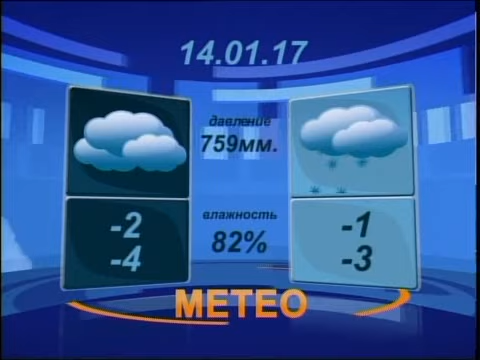 14.01.17
давление
759мм.
-2
-4
влажность
82%
-1
-3
МЕТЕО